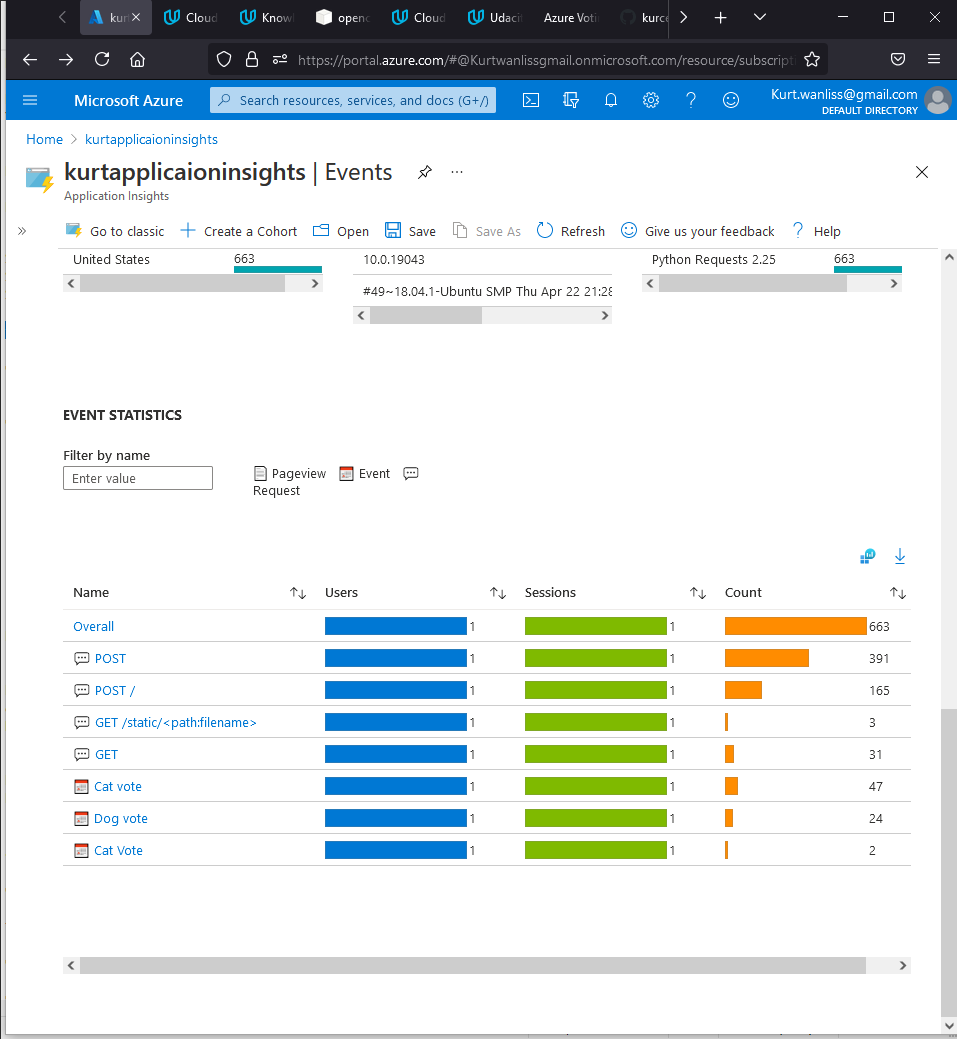 kurt
Cloud
Know
openc
Cloud
Udacit
Azure Voti
kurce
https://portal.azure.com/#@Kurtwanlissgmail.onmicrosoft.com/resource/subscripti
Microsoft Azure
Search resources, services, and docs (G+/)
Kurt.wanliss@gmail.com
DEFAULT DIRECTORY
Home > kurtapplicaioninsights
kurtapplicaioninsights | Events
Application Insights
Go to classic Create a Cohort Open Save Save As Refresh Give us your feedback Help
United States 663 10.0.19043 Python Requests 2.25 663
#49~18.04.1-Ubuntu SMP Thu Apr 22 21:28
EVENT STATISTICS
Filter by name
Enter value
Pageview Event
Request
Name Users Sessions Count
Overall 1 1 663
POST 1 1 391
POST / 1 1 165
GET /static/<path:filename> 1 1 3
GET 1 1 31
Cat vote 1 1 47
Dog vote 1 1 24
Cat Vote 1 1 2